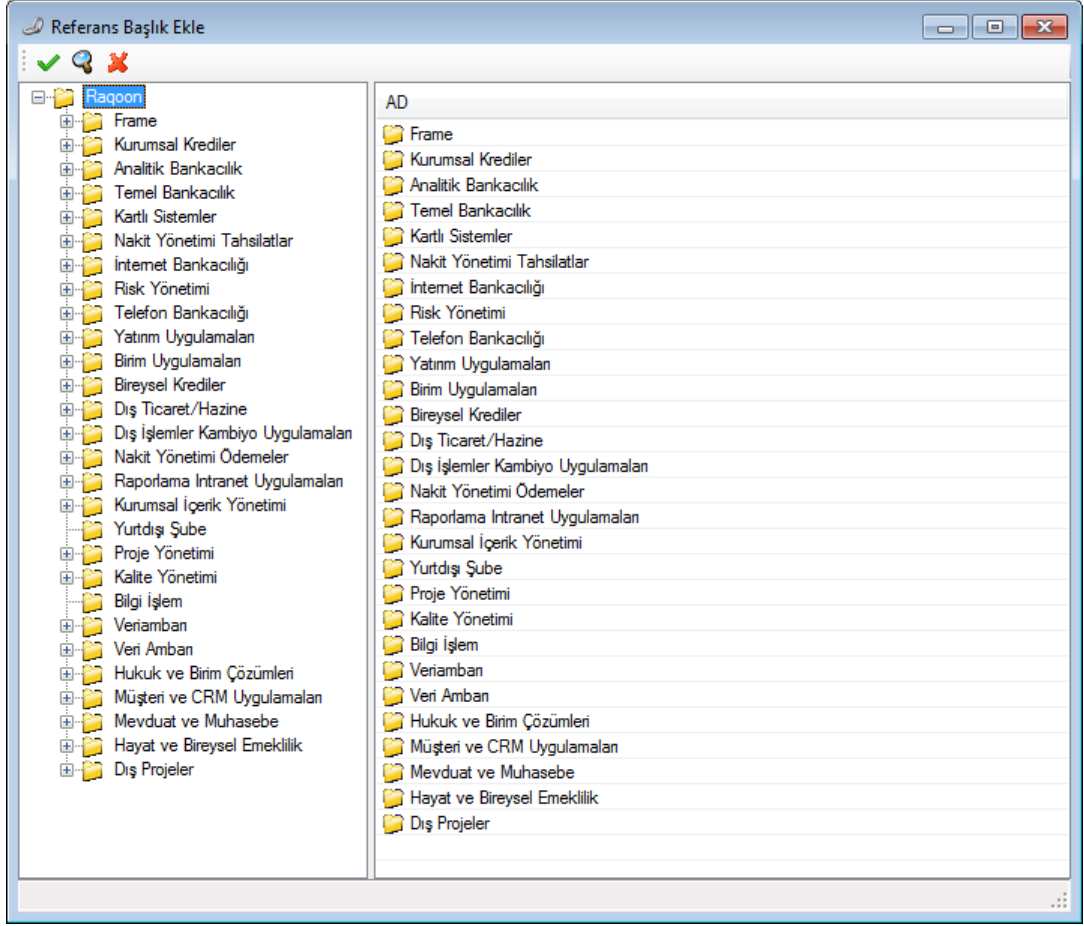 Referans Başlık Ekle
Raqoon
Frame
Kurumsal Krediler
Analitik Bankacılık
Temel Bankacılık
Kartlı Sistemler
Nakit Yönetimi Tahsilatlar
İnternet Bankacılığı
Risk Yönetimi
Telefon Bankacılığı
Yatırım Uygulamaları
Birim Uygulamaları
Bireysel Krediler
Dış Ticaret/Hazine
Dış İşlemler Kambiyo Uygulamaları
Nakit Yönetimi Ödemeler
Raporlama Intranet Uygulamaları
Kurumsal İçerik Yönetimi
Yurtdışı Şube
Proje Yönetimi
Kalite Yönetimi
Bilgi İşlem
Veriambarı
Veri Ambarı
Hukuk ve Birim Çözümleri
Müşteri ve CRM Uygulamaları
Mevduat ve Muhasebe
Hayat ve Bireysel Emeklilik
Dış Projeler
AD
Frame
Kurumsal Krediler
Analitik Bankacılık
Temel Bankacılık
Kartlı Sistemler
Nakit Yönetimi Tahsilatlar
İnternet Bankacılığı
Risk Yönetimi
Telefon Bankacılığı
Yatırım Uygulamaları
Birim Uygulamaları
Bireysel Krediler
Dış Ticaret/Hazine
Dış İşlemler Kambiyo Uygulamaları
Nakit Yönetimi Ödemeler
Raporlama Intranet Uygulamaları
Kurumsal İçerik Yönetimi
Yurtdışı Şube
Proje Yönetimi
Kalite Yönetimi
Bilgi İşlem
Veriambarı
Veri Ambarı
Hukuk ve Birim Çözümleri
Müşteri ve CRM Uygulamaları
Mevduat ve Muhasebe
Hayat ve Bireysel Emeklilik
Dış Projeler